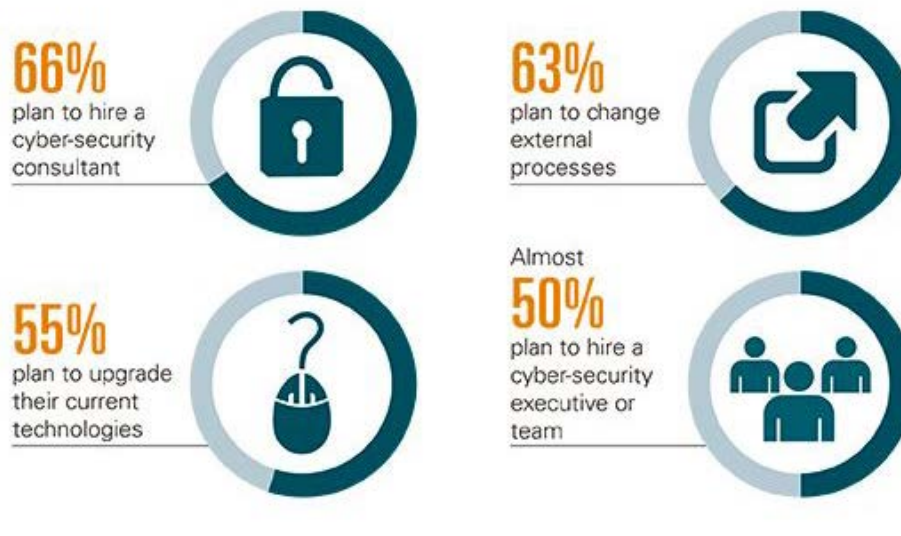 66%
plan to hire a
cyber-security
consultant
63%
plan to change
external
processes
55%
plan to upgrade
their current
technologies
Almost
50%
plan to hire a
cyber-security
executive or
team